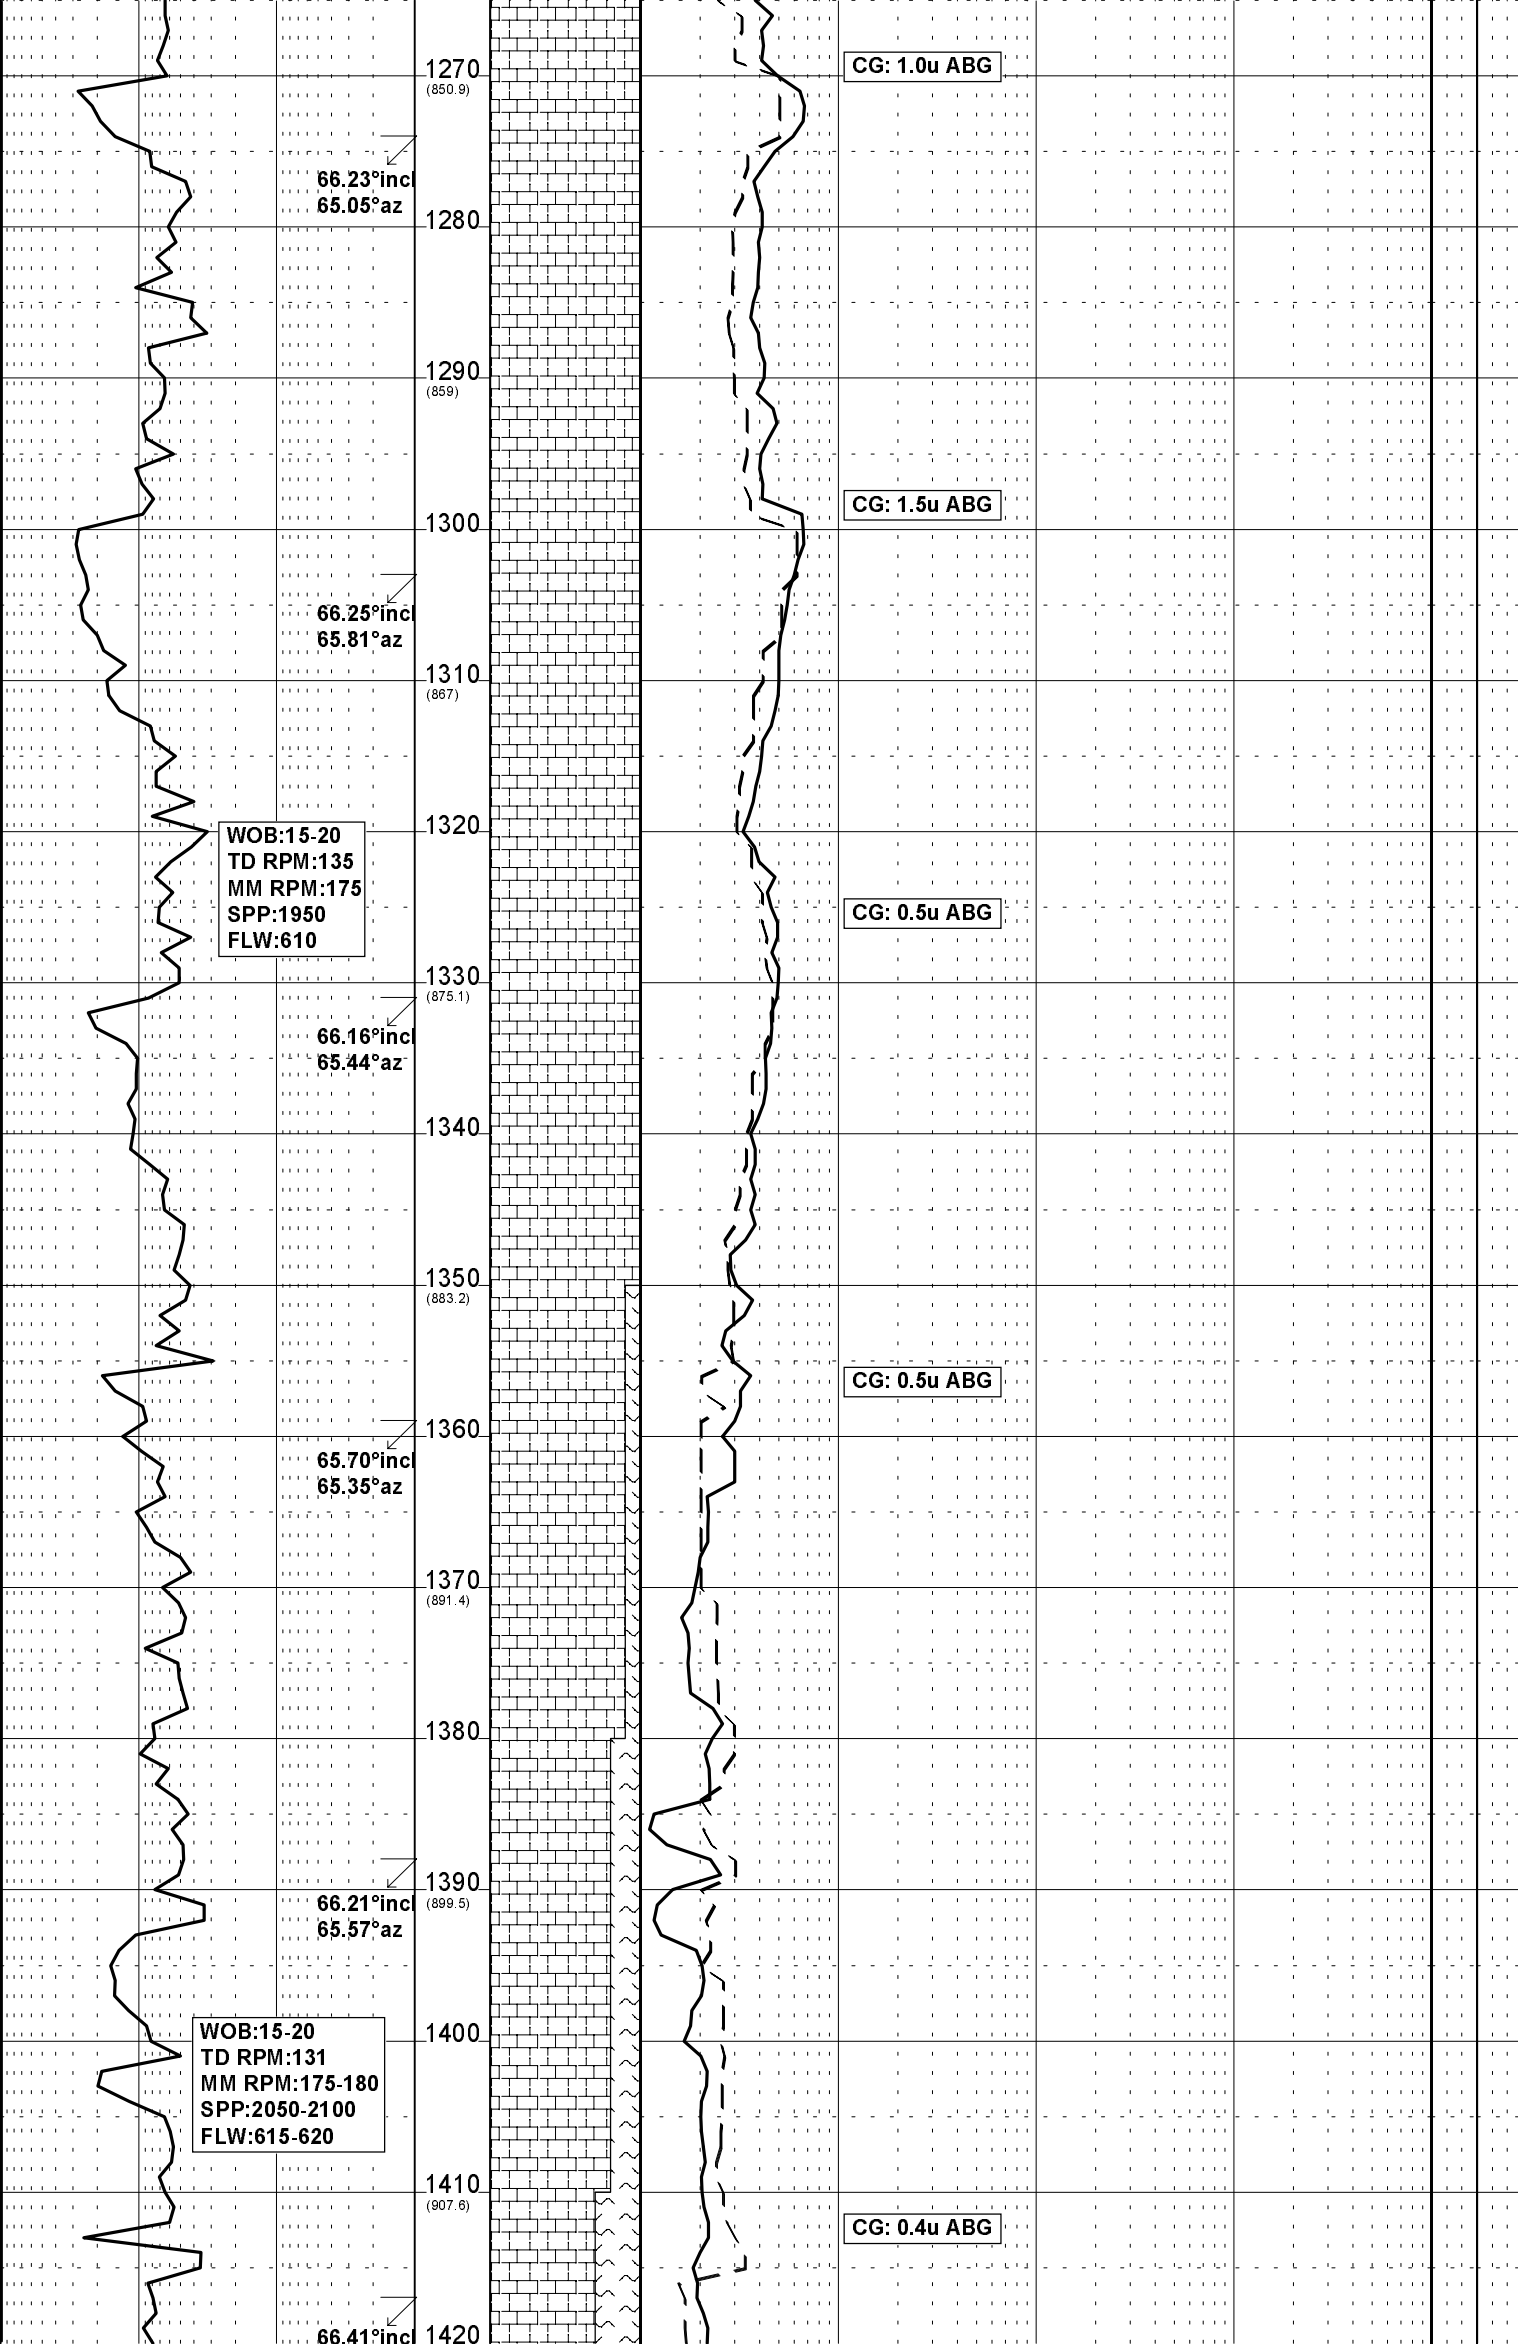 1270
CG: 1.0u ABG
(850.9)
66.23°incl
65.05°az
1280
1290
(859)
CG: 1.5u ABG
1300
66.25°incl
65.81°az
1310
(867)
1320
WOB:15-20
TD RPM:135
MM RPM:175
SPP:1950
FLW:610
CG: 0.5u ABG
1330
(875.1)
66.16°incl
65.44°az
1340
1350
(883.2)
CG: 0.5u ABG
1360
65.70°incl
65.35°az
1370
(891.4)
1380
1390
(899.5)
66.21°incl
65.57°az
1400
WOB:15-20
TD RPM:131
MM RPM:175-180
SPP:2050-2100
FLW:615-620
1410
(907.6)
CG: 0.4u ABG
66.41°incl
1420